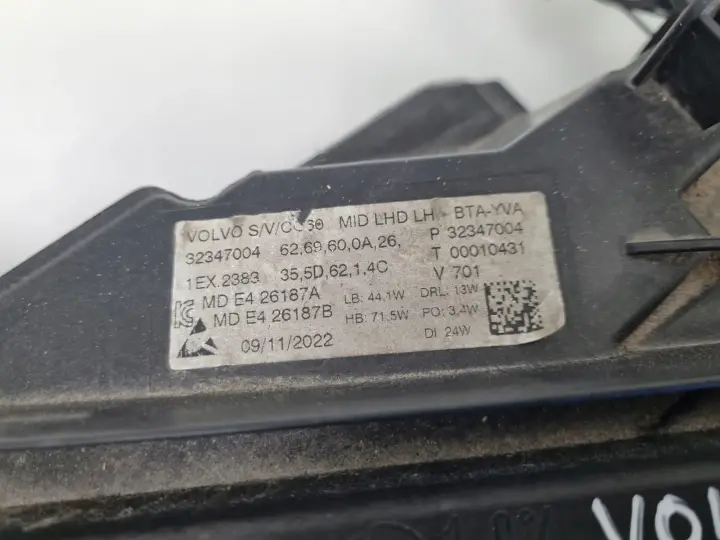 VOLVO S/V/CC60 MID LHD LH - BTA-YVA
32347004 62,69,60,0A,26, P 32347004
1EX.2383 35,5D,62,1,4C T 00010431
V 701
MD E4 26187A LB: 44.1W DRL: 13W
MD E4 26187B HB: 71.5W PO: 3,4W
09/11/2022 DI 24W
VOL